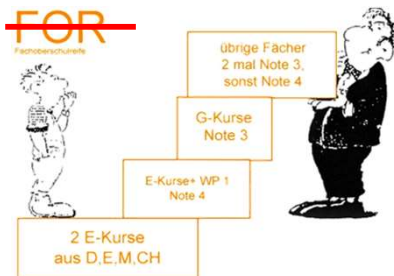 FOR
Fachoberschulreife
übrige Fächer
2 mal Note 3,
sonst Note 4
G-Kurse
Note 3
E-Kurse+ WP 1
Note 4
2 E-Kurse
aus D,E,M,CH